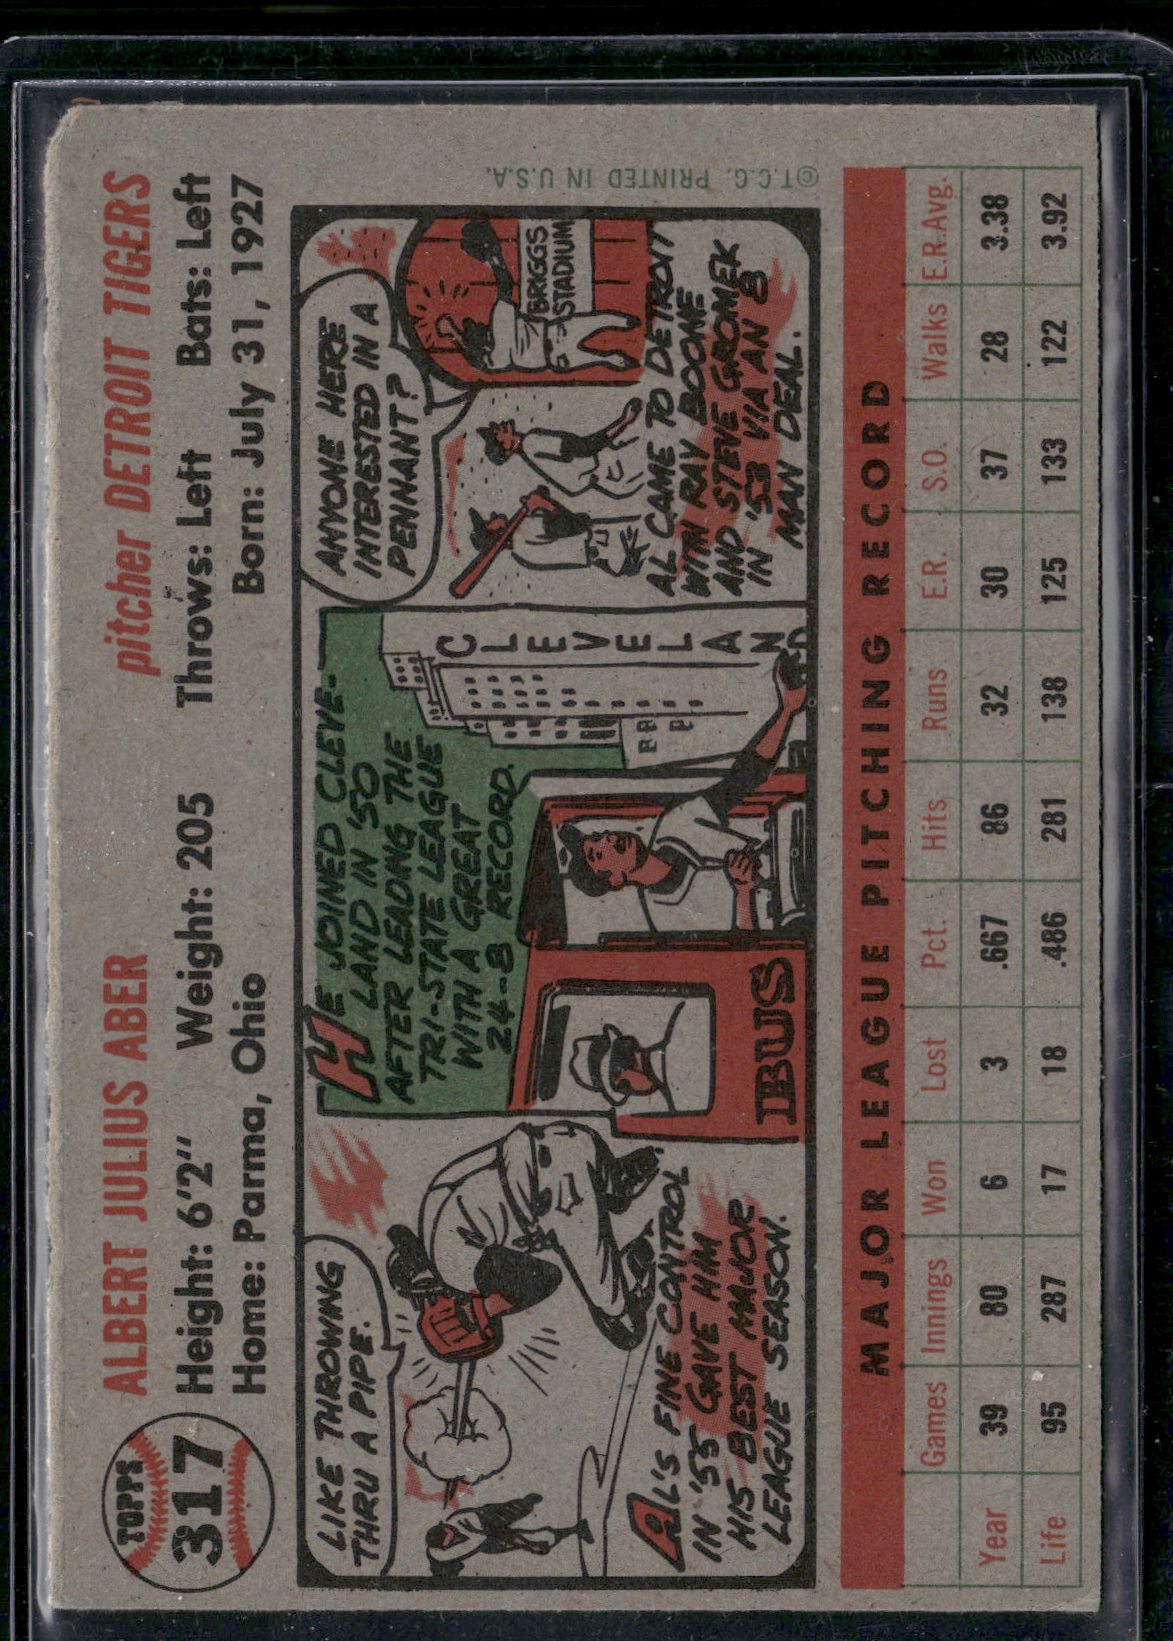 TOPPS
317
ALBERT JULIUS ABER
pitcher DETROIT TIGERS
Height: 6'2"
Weight: 205
Throws: Left
Bats: Left
Home: Parma, Ohio
Born: July 31, 1927
LIKE THROWING
THRU A PIPE.
AL'S FINE CONTROL
IN '55 GAVE HIM
HIS BEST MAJOR
LEAGUE SEASON.
HE JOINED CLEVE-
LAND IN '50
AFTER LEADING THE
TRI-STATE LEAGUE
WITH A GREAT
24-8 RECORD.
BUS
CLEVELAND
ANYONE HERE
INTERESTED IN A
PENNANT?
BRIGGS
STADIUM
AL CAME TO DETROIT
WITH RAY BOONE
AND STEVE GROMEK
IN '53 VIA AN 8
MAN DEAL.
©T.C.G. PRINTED IN U.S.A.
MAJOR LEAGUE PITCHING RECORD
Games Innings Won Lost Pct. Hits Runs E.R. S.O. Walks E.R.Avg.
Year 39 80 6 3 .667 86 32 30 37 28 3.38
Life 95 287 17 18 .486 281 138 125 133 122 3.92